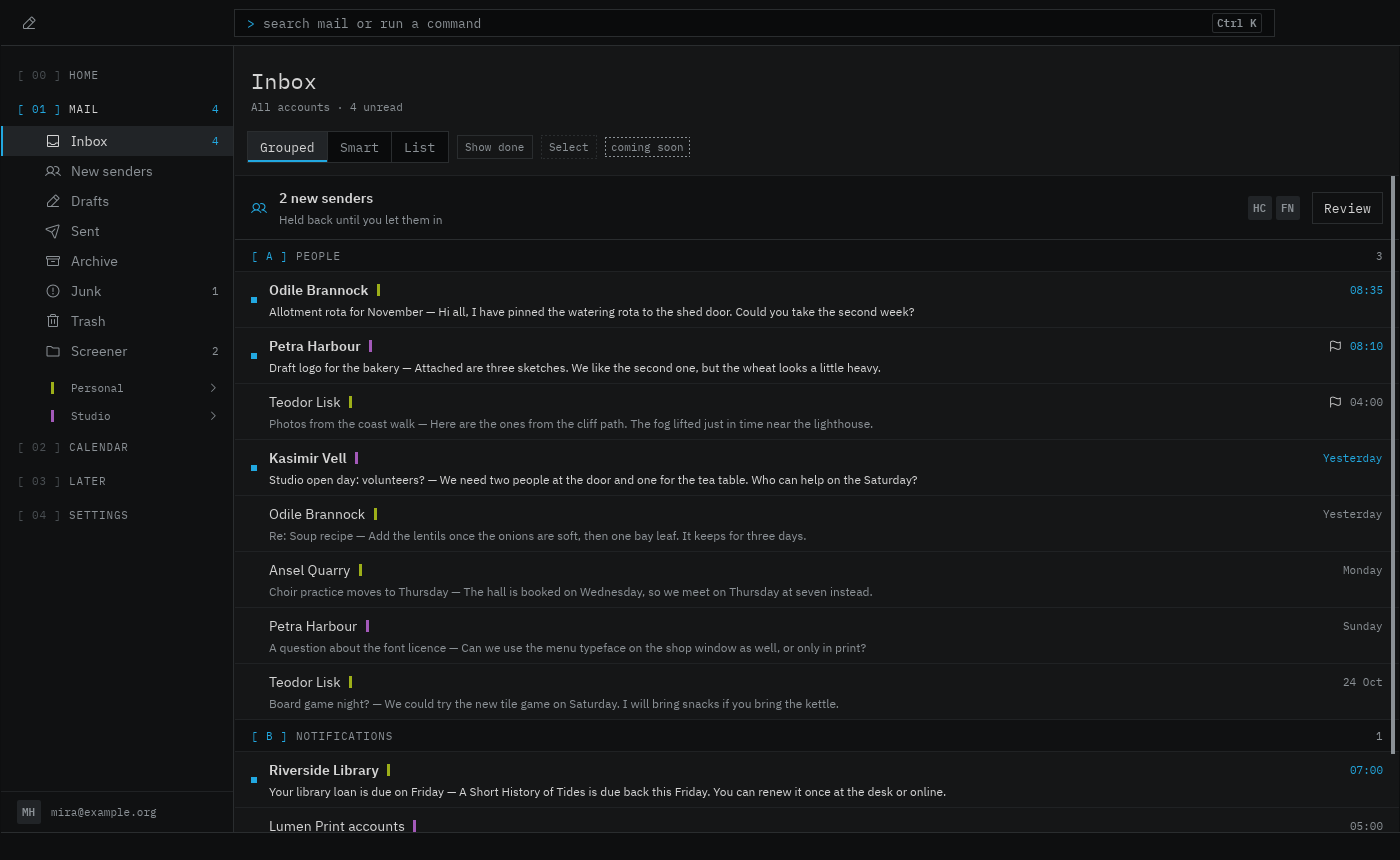 > search mail or run a command Ctrl K
[ 00 ] HOME
[ 01 ] MAIL 4
Inbox 4
New senders
Drafts
Sent
Archive
Junk 1
Trash
Screener 2
Personal
Studio
[ 02 ] CALENDAR
[ 03 ] LATER
[ 04 ] SETTINGS
MH mira@example.org
Inbox
All accounts · 4 unread
Grouped Smart List Show done Select coming soon
2 new senders
Held back until you let them in
HC FN Review
[ A ] PEOPLE 3
Odile Brannock 08:35
Allotment rota for November — Hi all, I have pinned the watering rota to the shed door. Could you take the second week?
Petra Harbour 08:10
Draft logo for the bakery — Attached are three sketches. We like the second one, but the wheat looks a little heavy.
Teodor Lisk 04:00
Photos from the coast walk — Here are the ones from the cliff path. The fog lifted just in time near the lighthouse.
Kasimir Vell Yesterday
Studio open day: volunteers? — We need two people at the door and one for the tea table. Who can help on the Saturday?
Odile Brannock Yesterday
Re: Soup recipe — Add the lentils once the onions are soft, then one bay leaf. It keeps for three days.
Ansel Quarry Monday
Choir practice moves to Thursday — The hall is booked on Wednesday, so we meet on Thursday at seven instead.
Petra Harbour Sunday
A question about the font licence — Can we use the menu typeface on the shop window as well, or only in print?
Teodor Lisk 24 Oct
Board game night? — We could try the new tile game on Saturday. I will bring snacks if you bring the kettle.
[ B ] NOTIFICATIONS 1
Riverside Library 07:00
Your library loan is due on Friday — A Short History of Tides is due back this Friday. You can renew it once at the desk or online.
Lumen Print accounts 05:00